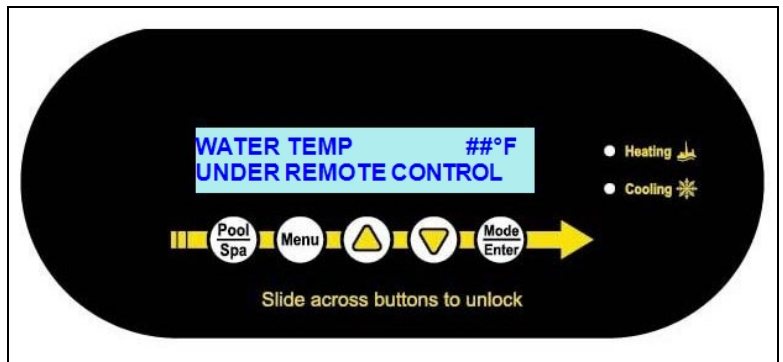 WATER TEMP ##°F
UNDER REMOTE CONTROL
Heating
Cooling
Pool
Spa
Menu
Mode
Enter
Slide across buttons to unlock